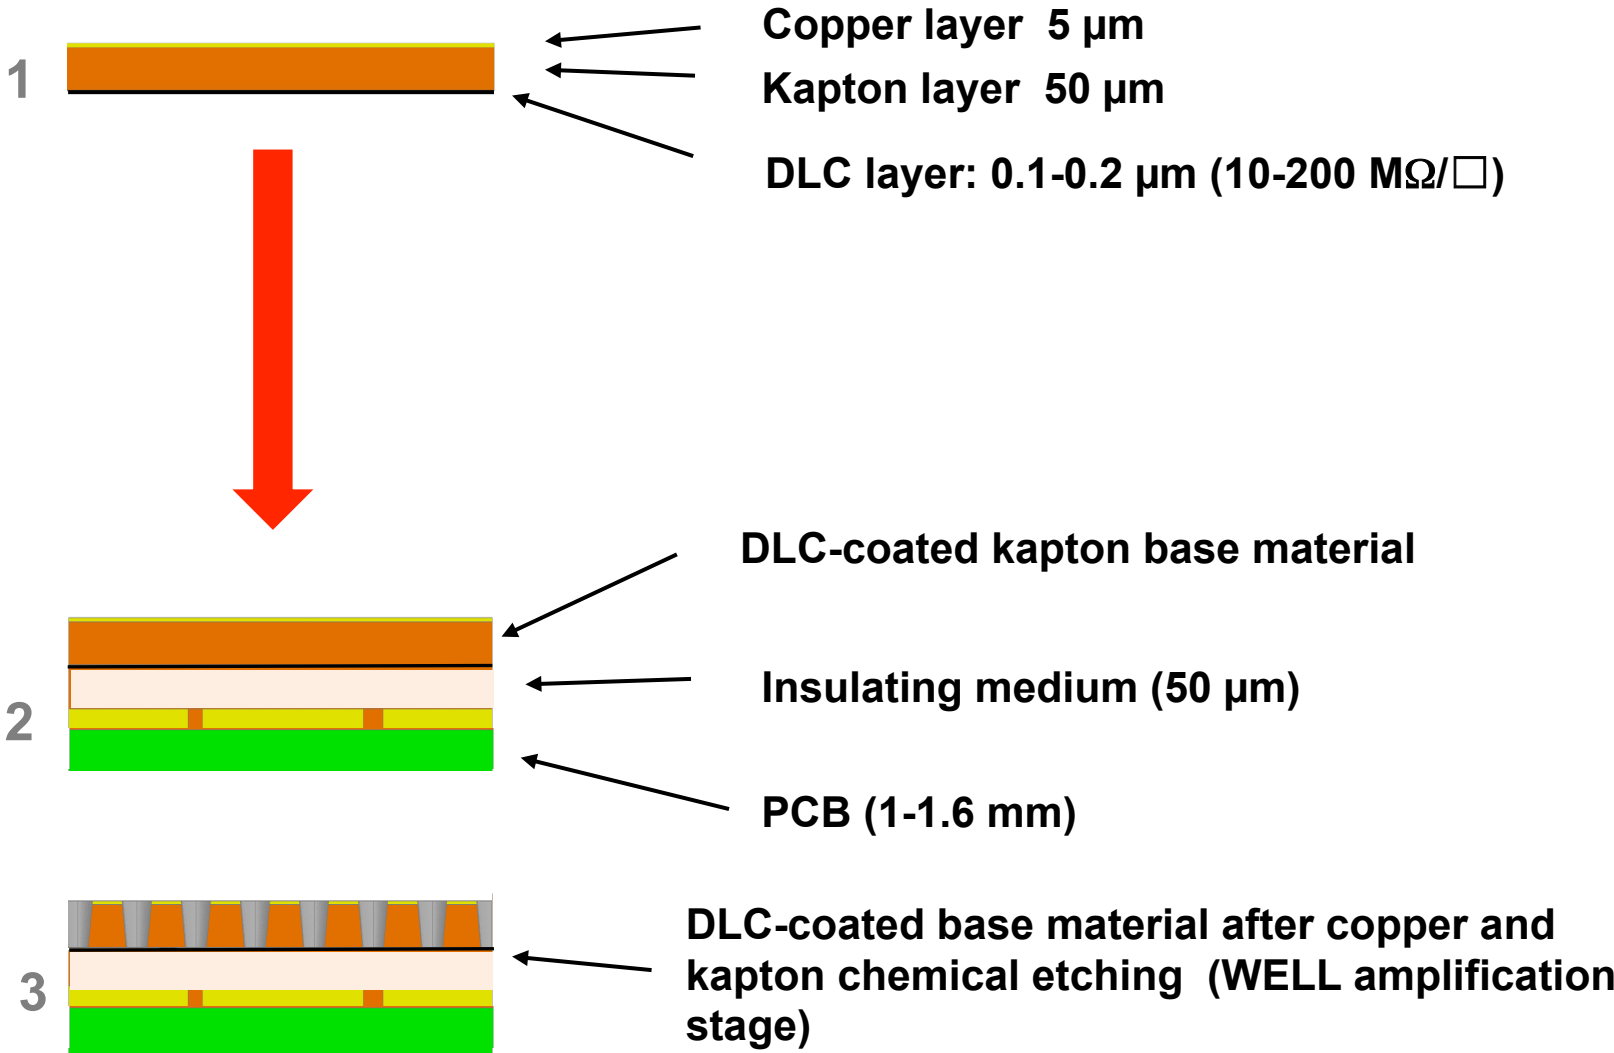 1
Copper layer  5 µm
Kapton layer  50 µm
DLC layer: 0.1-0.2 µm (10-200 MΩ/□)
DLC-coated kapton base material
2
Insulating medium (50 µm)
PCB (1-1.6 mm)
3
DLC-coated base material after copper and
kapton chemical etching  (WELL amplification
stage)